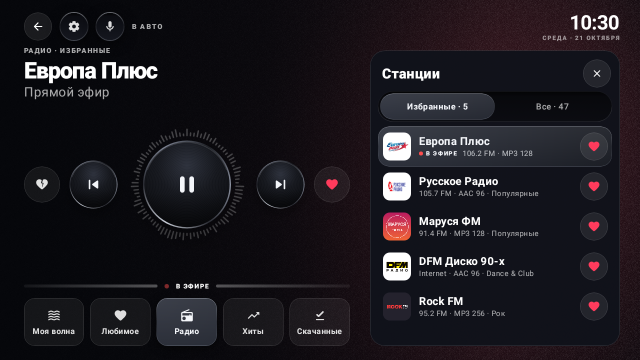 В АВТО
10:30
СРЕДА · 21 ОКТЯБРЯ
РАДИО · ИЗБРАННЫЕ
Европа Плюс
Прямой эфир
В ЭФИРЕ
Моя волна
Любимое
Радио
Хиты
Скачанные
Станции
Избранные · 5
Все · 47
Европа Плюс
В ЭФИРЕ 106.2 FM · MP3 128
Русское Радио
105.7 FM · AAC 96 · Популярные
МАРУСЯ
Маруся ФМ
91.4 FM · MP3 128 · Популярные
DFM
РАДИО
DFM Диско 90-х
Internet · AAC 96 · Dance & Club
Rock FM
95.2 FM · MP3 256 · Рок